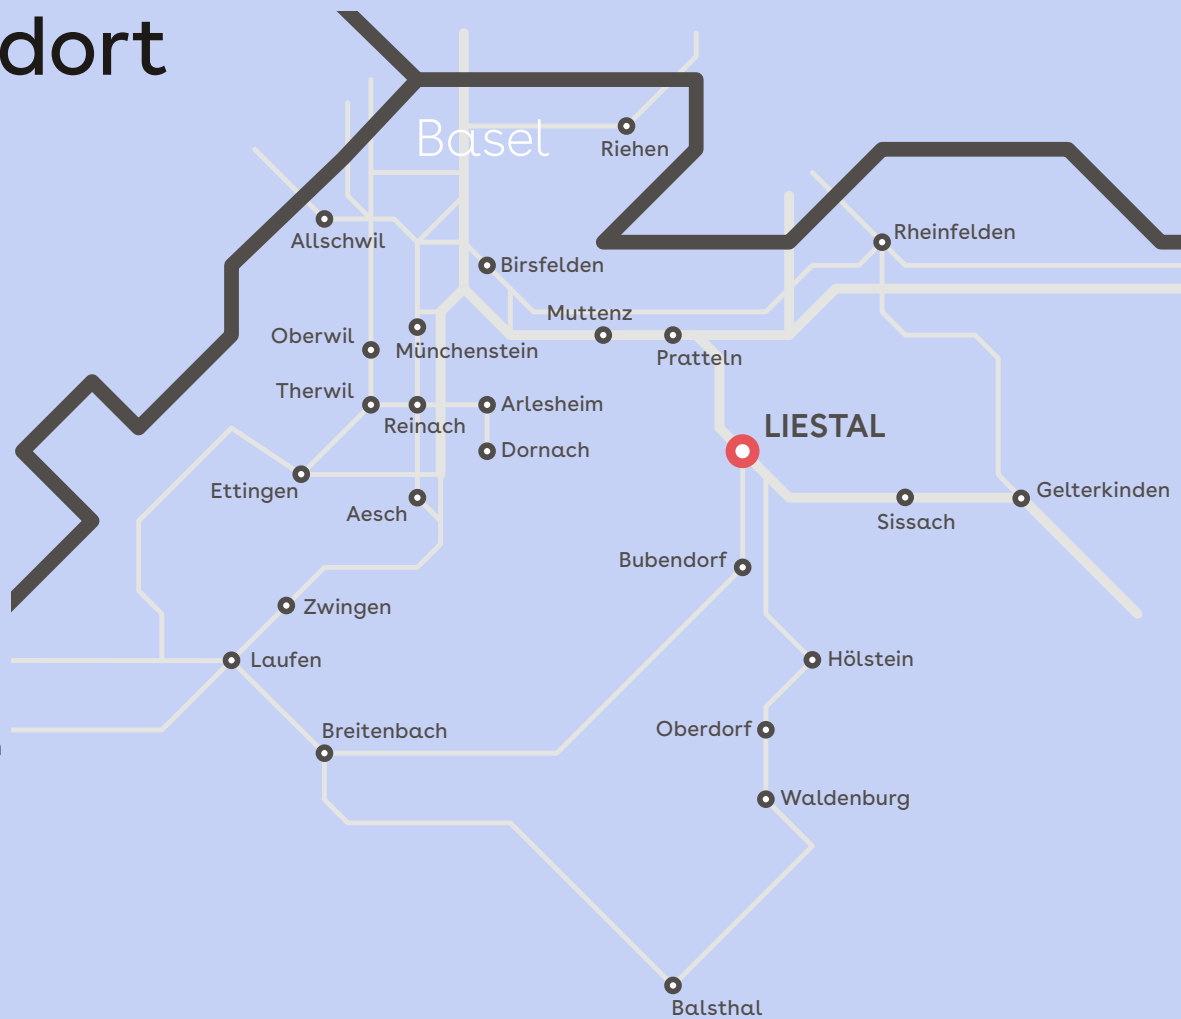 dort
Basel
Riehen
Allschwil
Rheinfelden
Birsfelden
Muttenz
Oberwil
Münchenstein
Pratteln
Therwil
Arlesheim
Reinach
LIESTAL
Dornach
Ettingen
Gelterkinden
Aesch
Sissach
Bubendorf
Zwingen
Laufen
Hölstein
Breitenbach
Oberdorf
Waldenburg
Balsthal